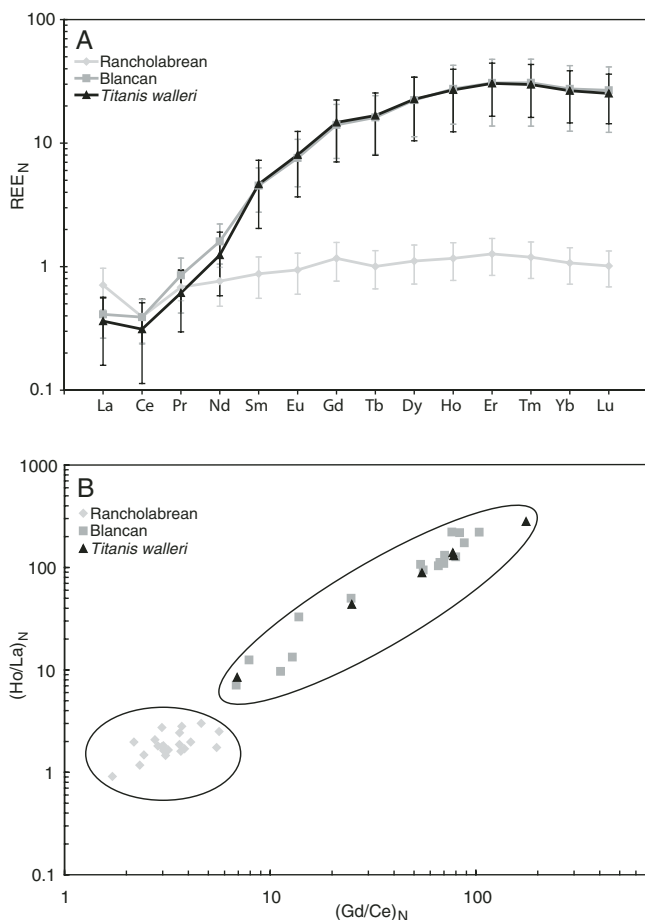 A
Rancholabrean
Blancan
Titanis walleri
100
10
1
0.1
REE_N
La Ce Pr Nd Sm Eu Gd Tb Dy Ho Er Tm Yb Lu
B
Rancholabrean
Blancan
Titanis walleri
1000
100
10
1
0.1
(Ho/La)_N
1 10 100
(Gd/Ce)_N